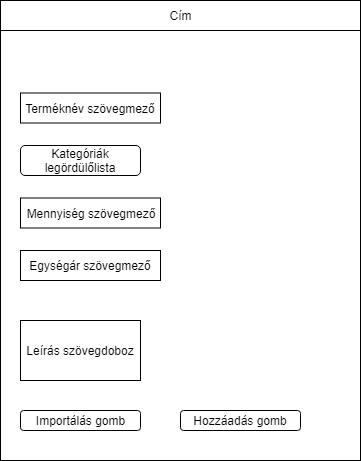 Cím
Terméknév szövegmező
Kategóriák
legördülőlista
Mennyiség szövegmező
Egységár szövegmező
Leírás szövegdoboz
Importálás gomb
Hozzáadás gomb